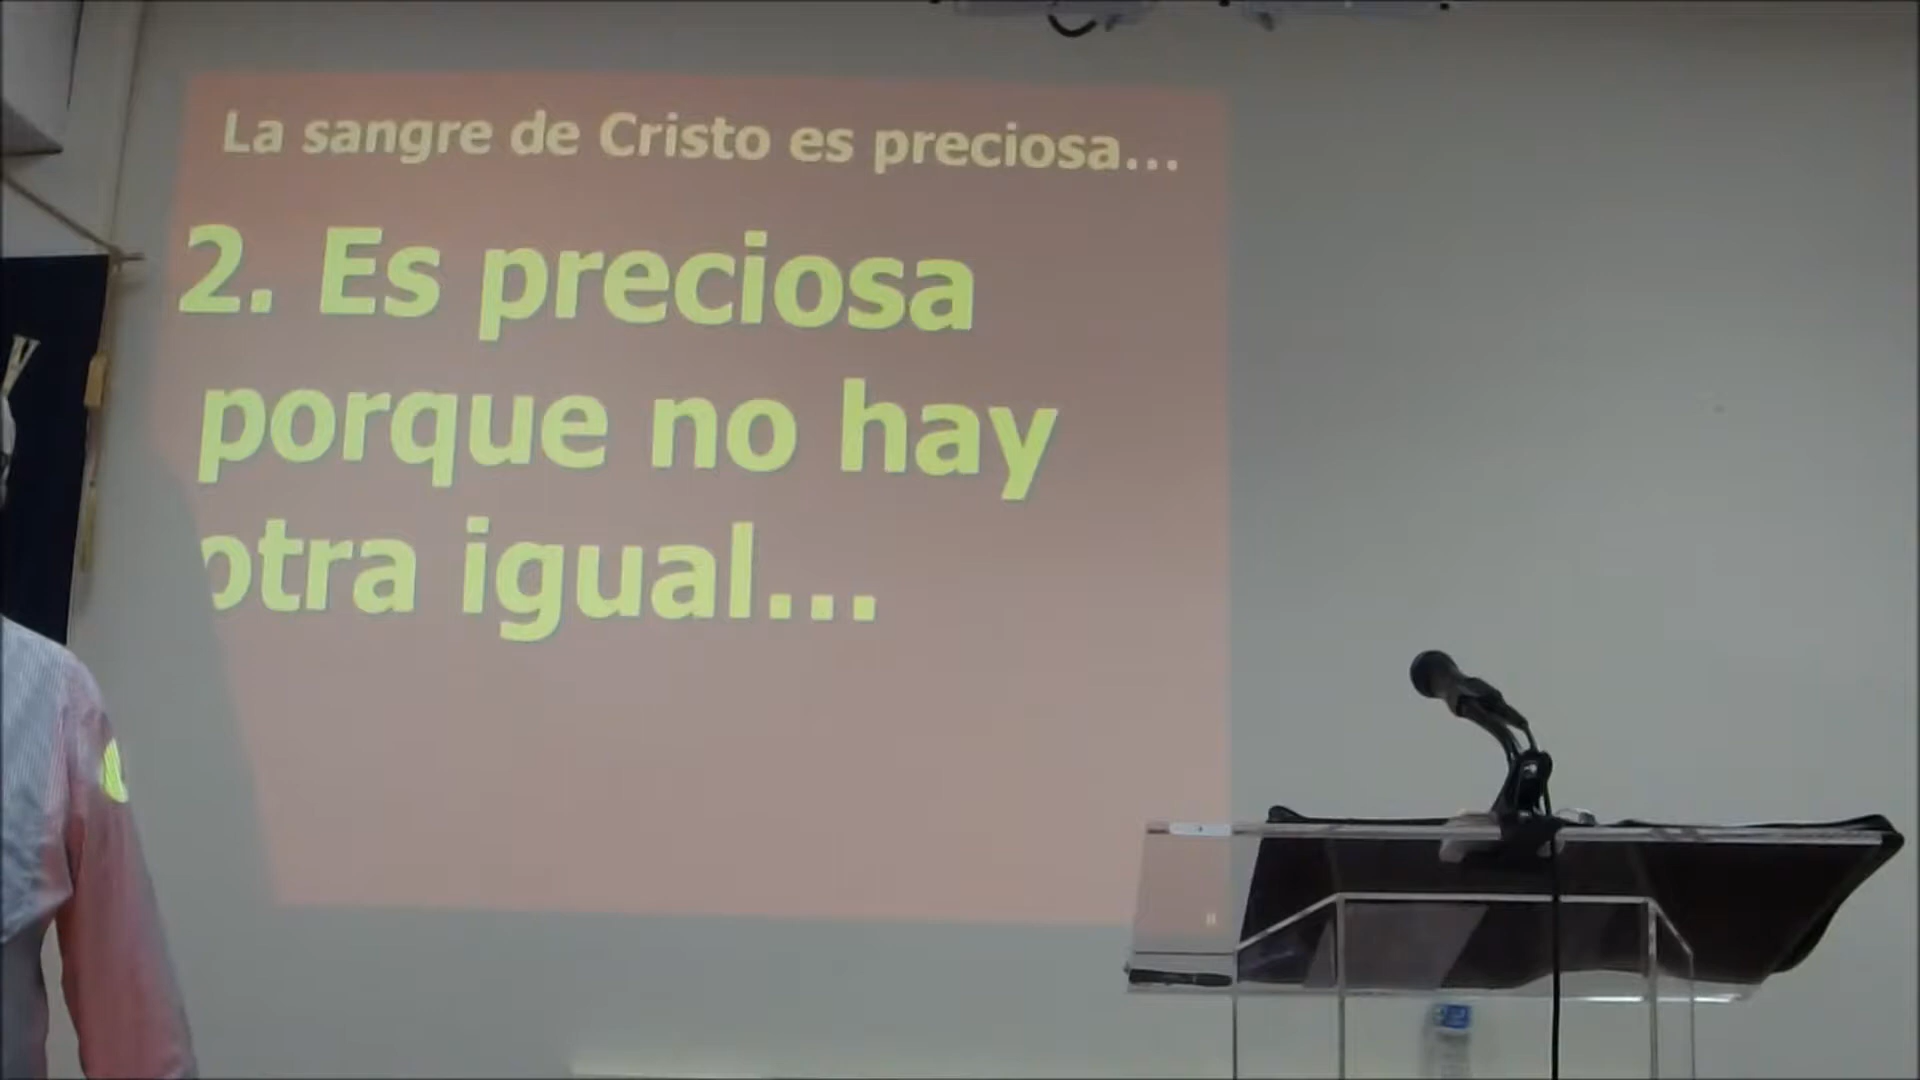 La sangre de Cristo es preciosa...
2. Es preciosa
porque no hay
otra igual...